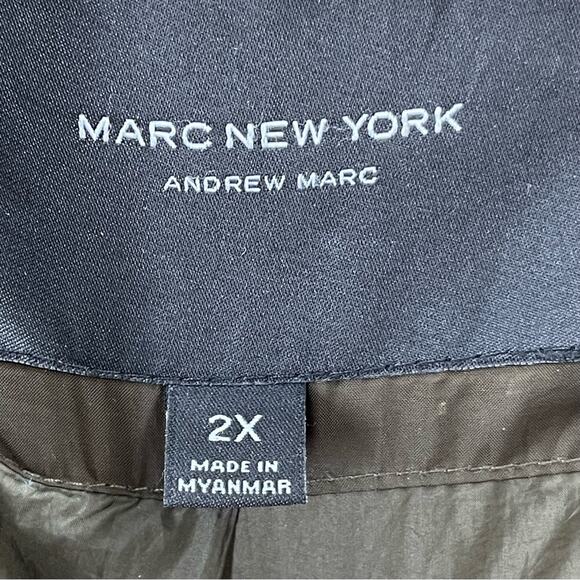 MARC NEW YORK
ANDREW MARC
2X
MADE IN
MYANMAR